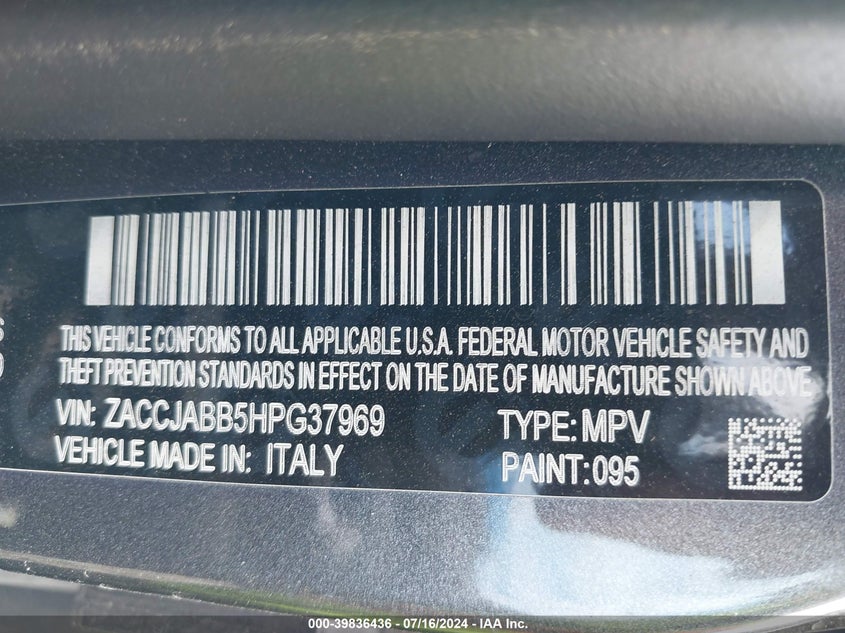 THIS VEHICLE CONFORMS TO ALL APPLICABLE U.S.A. FEDERAL MOTOR VEHICLE SAFETY AND
THEFT PREVENTION STANDARDS IN EFFECT ON THE DATE OF MANUFACTURE SHOWN ABOVE
VIN: ZACCJABB5HPG37969 TYPE: MPV
VEHICLE MADE IN: ITALY PAINT: 095
000-39836436 - 07/16/2024 - IAA Inc.